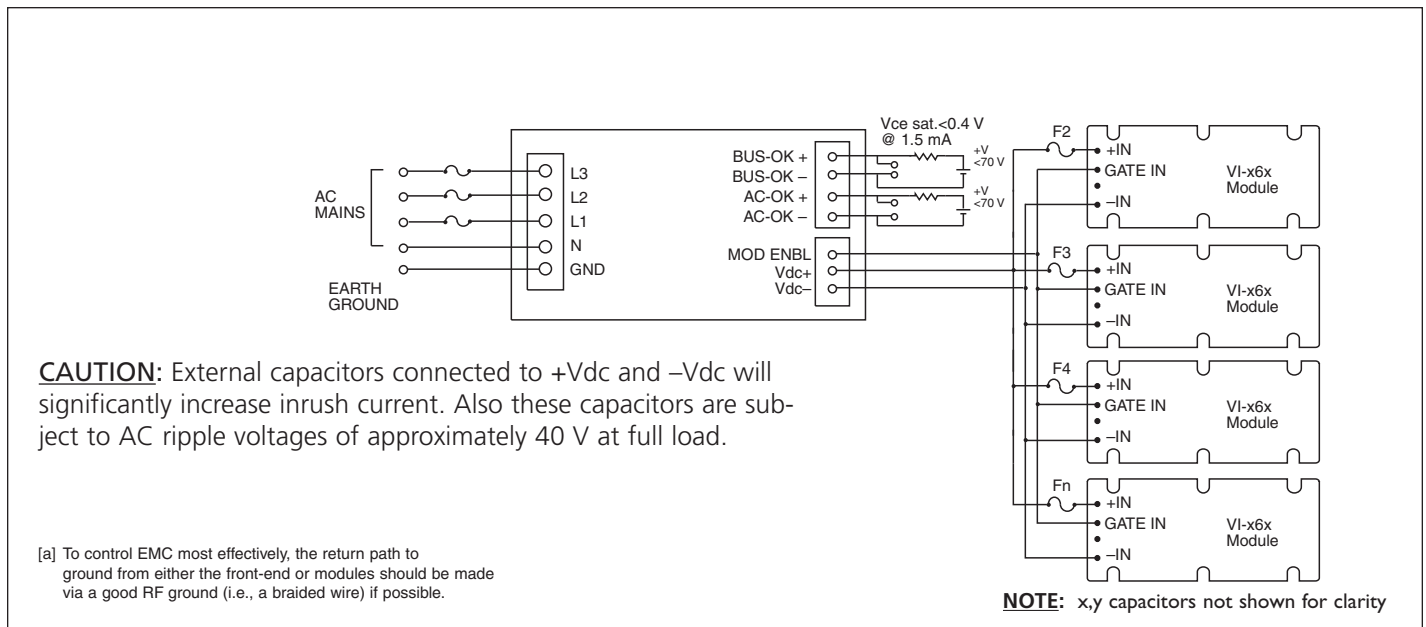 AC
MAINS
EARTH
GROUND
L3
L2
L1
N
GND
BUS-OK +
BUS-OK –
AC-OK +
AC-OK –
MOD ENBL
Vdc+
Vdc–
Vce sat.<0.4 V
@ 1.5 mA
+V
<70 V
+V
<70 V
F2
+IN
GATE IN
–IN
VI-x6x
Module
F3
+IN
GATE IN
–IN
VI-x6x
Module
F4
+IN
GATE IN
–IN
VI-x6x
Module
Fn
+IN
GATE IN
–IN
VI-x6x
Module
CAUTION: External capacitors connected to +Vdc and –Vdc will
significantly increase inrush current. Also these capacitors are sub-
ject to AC ripple voltages of approximately 40 V at full load.
[a] To control EMC most effectively, the return path to
ground from either the front-end or modules should be made
via a good RF ground (i.e., a braided wire) if possible.
NOTE: x,y capacitors not shown for clarity